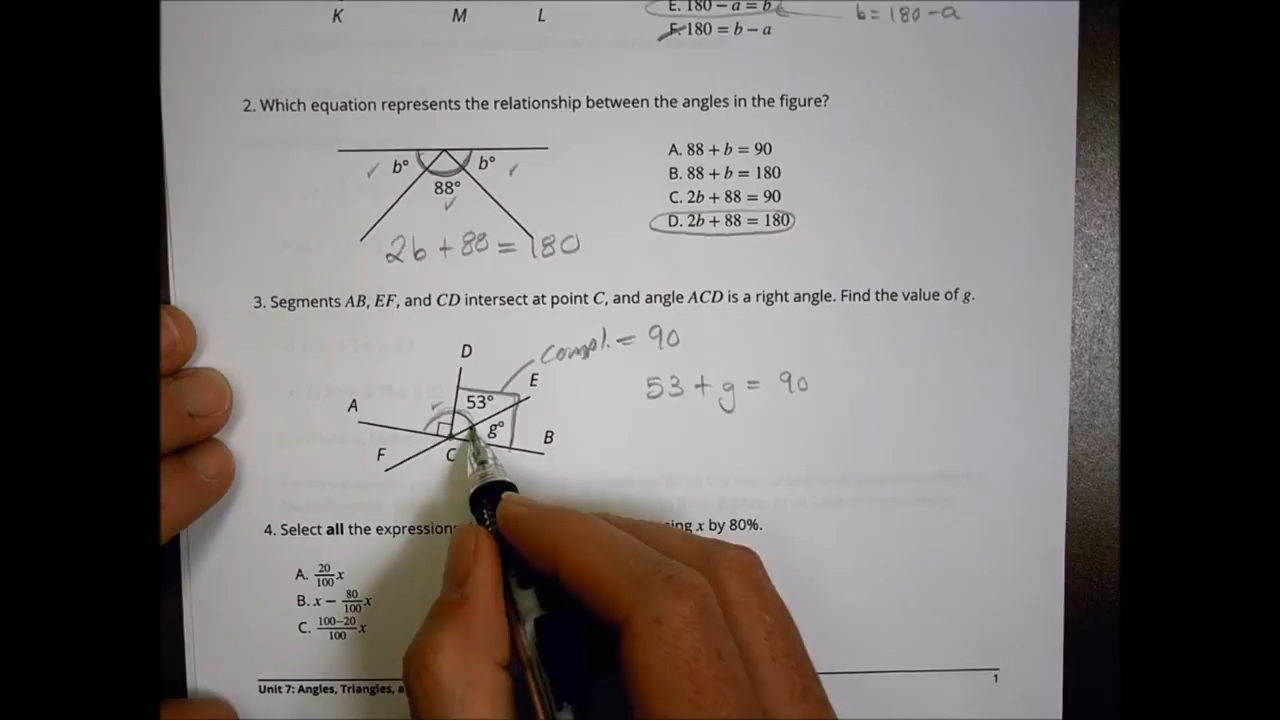 K M L
E. 180 − a = b
b = 180 − a
F. 180 = b − a
2. Which equation represents the relationship between the angles in the figure?
b° b°
88°
2b + 88 = 180
A. 88 + b = 90
B. 88 + b = 180
C. 2b + 88 = 90
D. 2b + 88 = 180
3. Segments AB, EF, and CD intersect at point C, and angle ACD is a right angle. Find the value of g.
compl. = 90
D
E
53 + g = 90
53°
A
g°
B
F C
4. Select all the expression ing x by 80%.
A. 20/100 x
B. x − 80/100 x
C. 100−20/100 x
Unit 7: Angles, Triangles, a
1